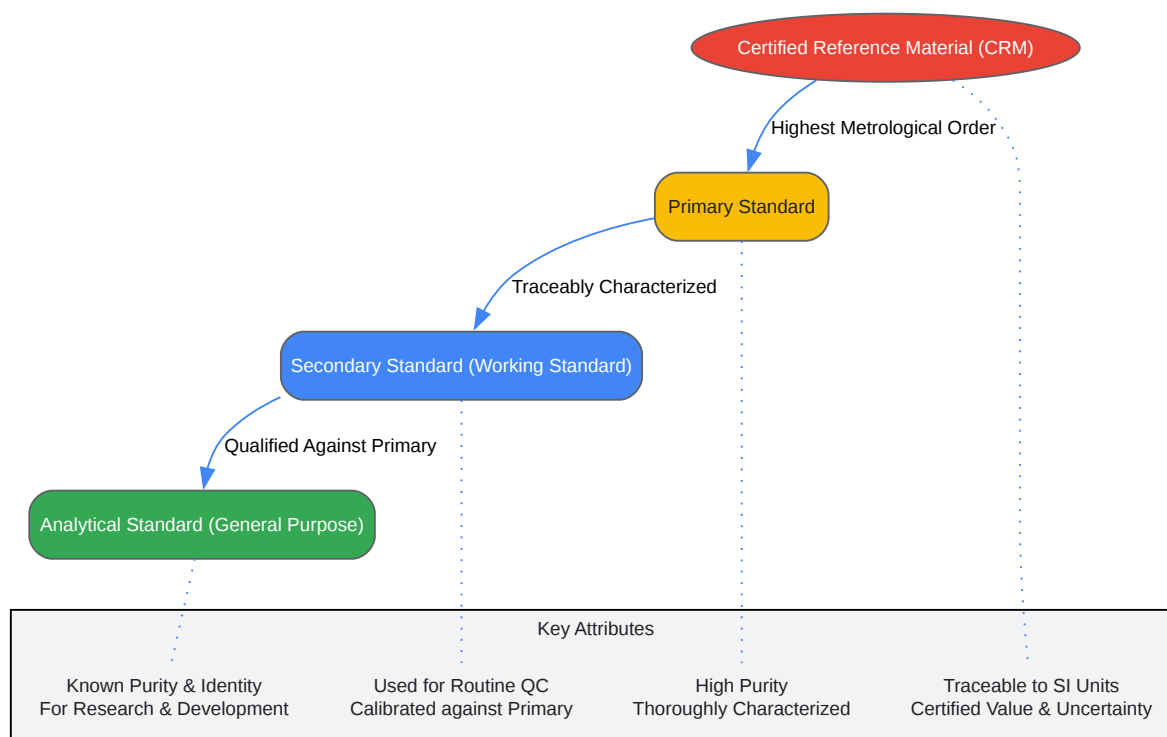 Certified Reference Material (CRM)
Highest Metrological Order
Primary Standard
Traceably Characterized
Secondary Standard (Working Standard)
Qualified Against Primary
Analytical Standard (General Purpose)
Key Attributes
Known Purity & Identity
For Research & Development
Used for Routine QC
Calibrated against Primary
High Purity
Thoroughly Characterized
Traceable to SI Units
Certified Value & Uncertainty